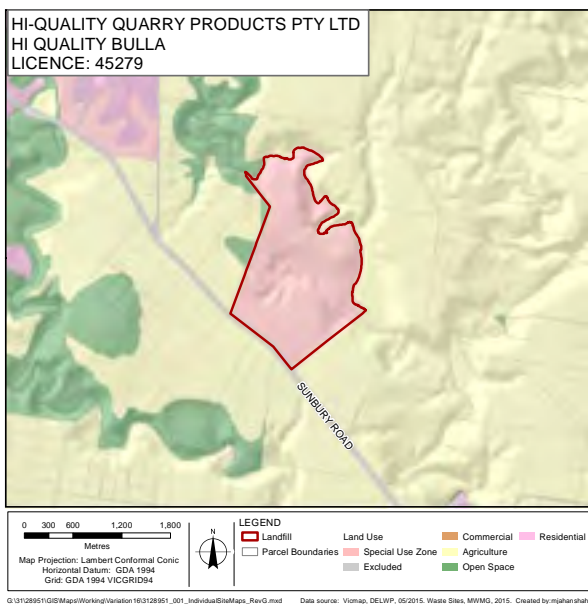 HI-QUALITY QUARRY PRODUCTS PTY LTD
HI QUALITY BULLA
LICENCE: 45279
SUNBURY ROAD
0 300 600 1,200 1,800
Metres
Map Projection: Lambert Conformal Conic
Horizontal Datum: GDA 1994
Grid: GDA 1994 VICGRID94
N
LEGEND
Landfill
Parcel Boundaries
Land Use
Special Use Zone
Excluded
Commercial
Agriculture
Open Space
Residential
G:\31\28951\GIS\Maps\Working\Variation16\3128951_001_IndividualSiteMaps_RevG.mxd
Data source: Vicmap, DELWP, 05/2015. Waste Sites, MWMG, 2015. Created by:mjahanshahi